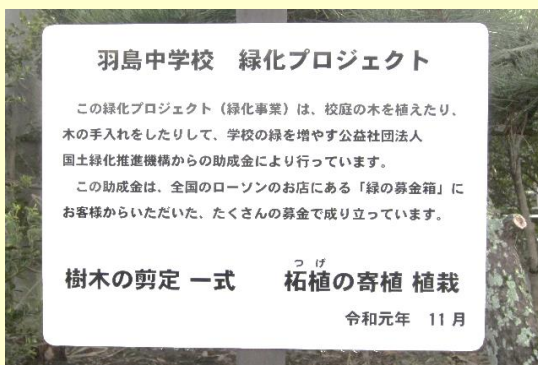 羽島中学校　緑化プロジェクト
この緑化プロジェクト（緑化事業）は、校庭の木を植えたり、
木の手入れをしたりして、学校の緑を増やす公益社団法人
国土緑化推進機構からの助成金により行っています。
この助成金は、全国のローソンのお店にある「緑の募金箱」に
お客様からいただいた、たくさんの募金で成り立っています。
つげ
樹木の剪定 一式　柘植の寄植 植栽
令和元年　11月